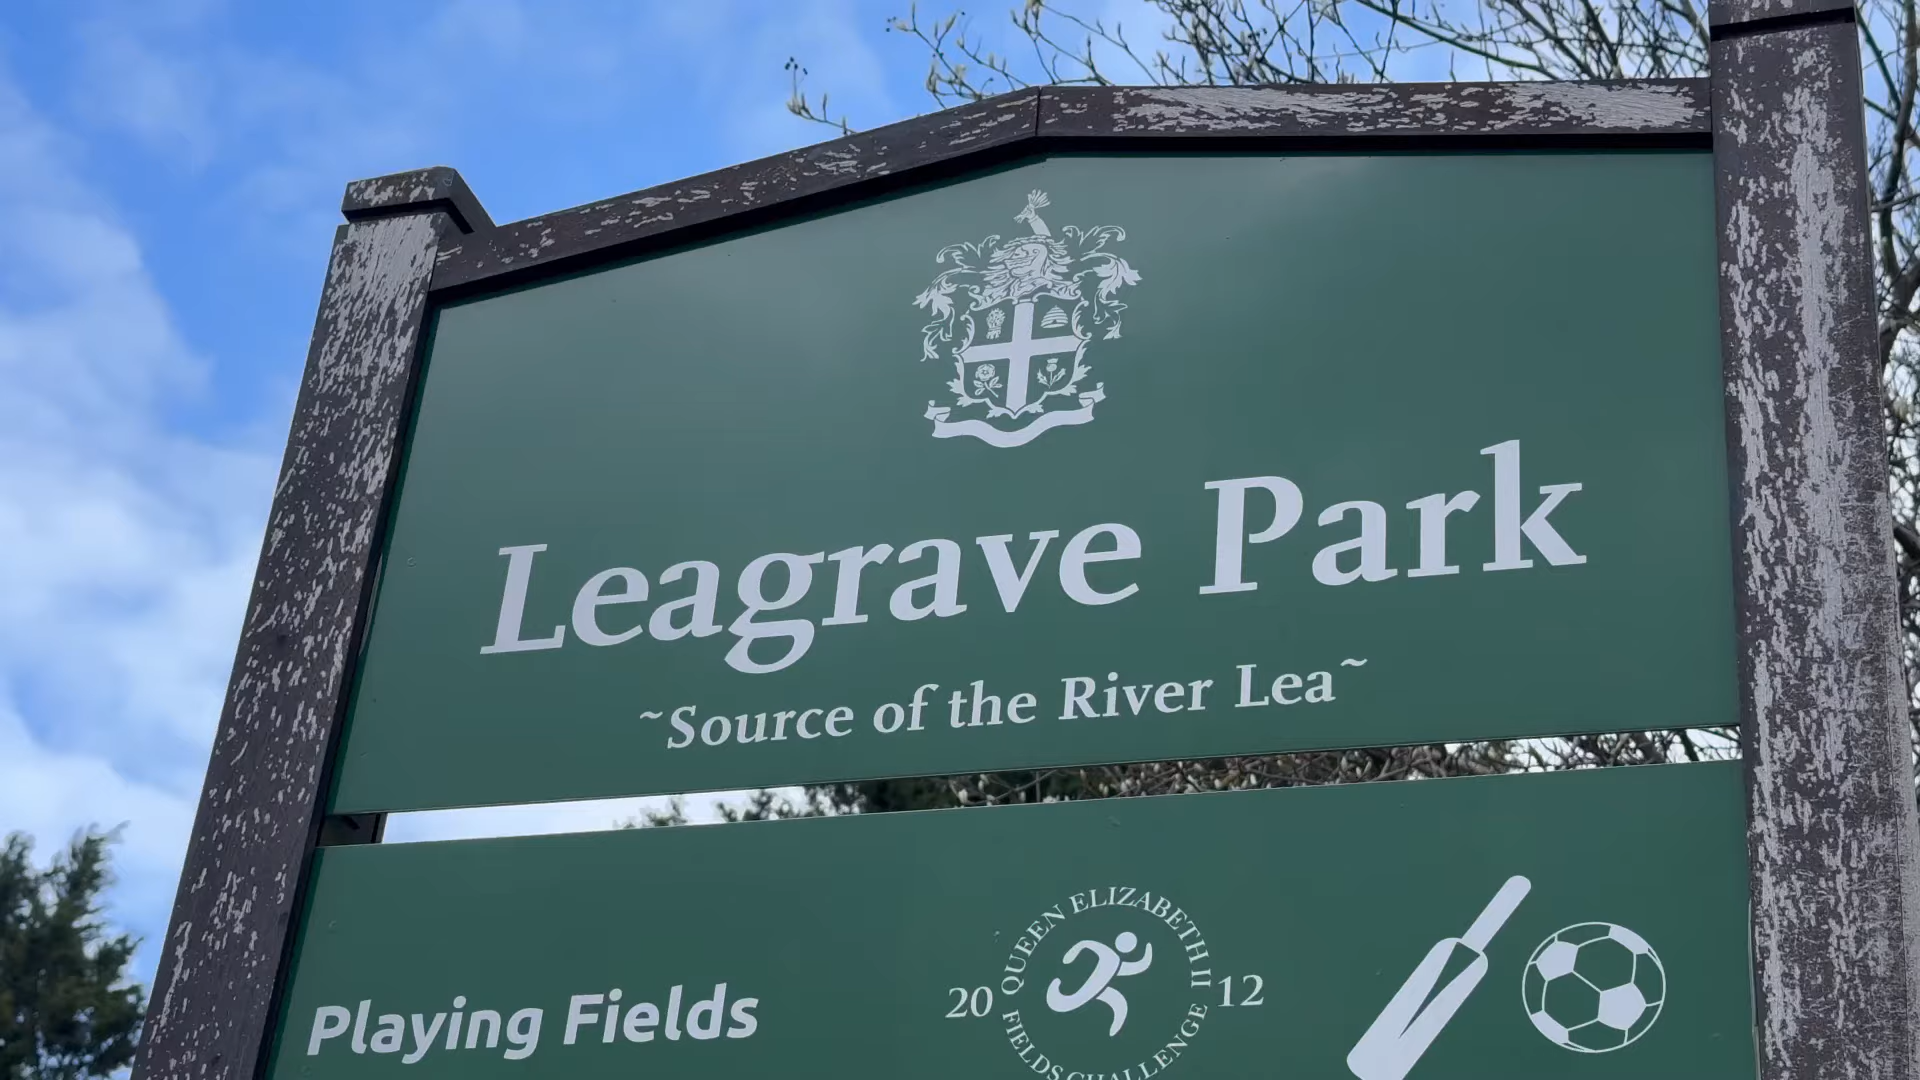 Leagrave Park
~Source of the River Lea~
Playing Fields
20 12
QUEEN ELIZABETH II
FIELDS CHALLENGE